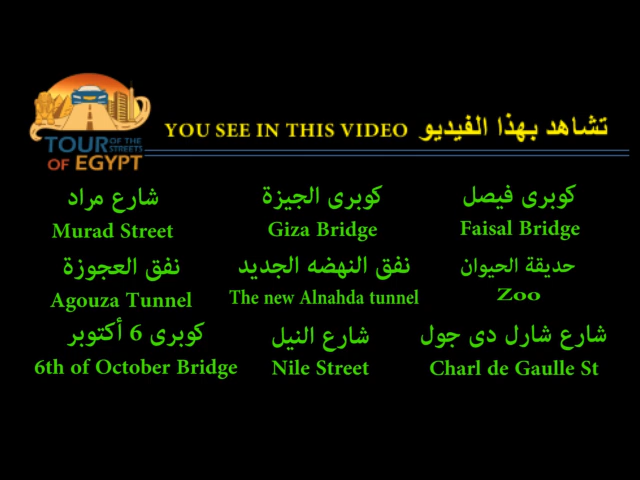 TOUR OF THE STREETS
OF EGYPT
YOU SEE IN THIS VIDEO تشاهد بهذا الفيديو
شارع مراد كوبرى الجيزة كوبرى فيصل
Murad Street Giza Bridge Faisal Bridge
نفق العجوزة نفق النهضه الجديد حديقة الحيوان
Agouza Tunnel The new Alnahda tunnel Zoo
كوبرى 6 أكتوبر شارع النيل شارع شارل دى جول
6th of October Bridge Nile Street Charl de Gaulle St